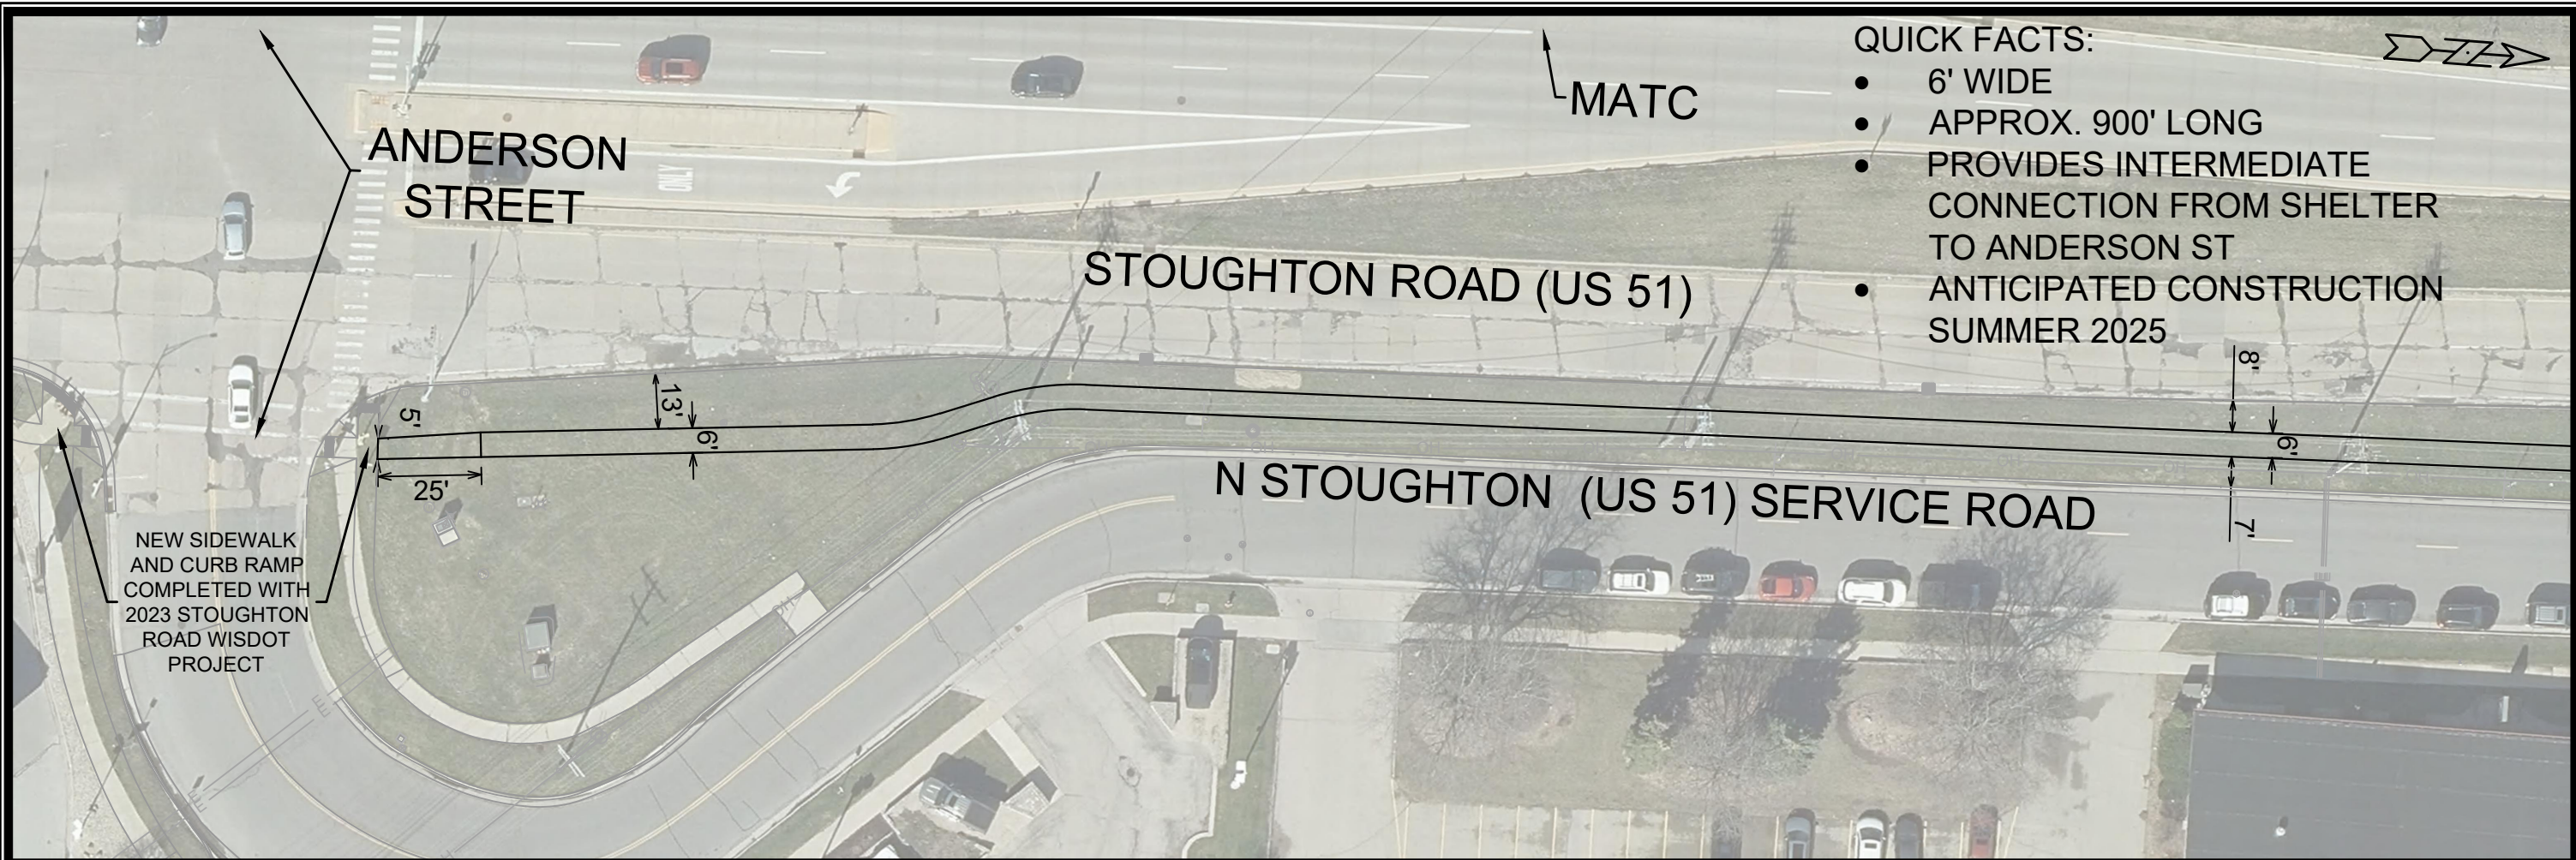 QUICK FACTS:
• 6' WIDE
• APPROX. 900' LONG
• PROVIDES INTERMEDIATE
CONNECTION FROM SHELTER
TO ANDERSON ST
• ANTICIPATED CONSTRUCTION
SUMMER 2025
MATC
ANDERSON
STREET
ONLY
STOUGHTON ROAD (US 51)
8'
13'
5'
6'
6'
25'
N STOUGHTON (US 51) SERVICE ROAD
7'
NEW SIDEWALK
AND CURB RAMP
COMPLETED WITH
2023 STOUGHTON
ROAD WISDOT
PROJECT